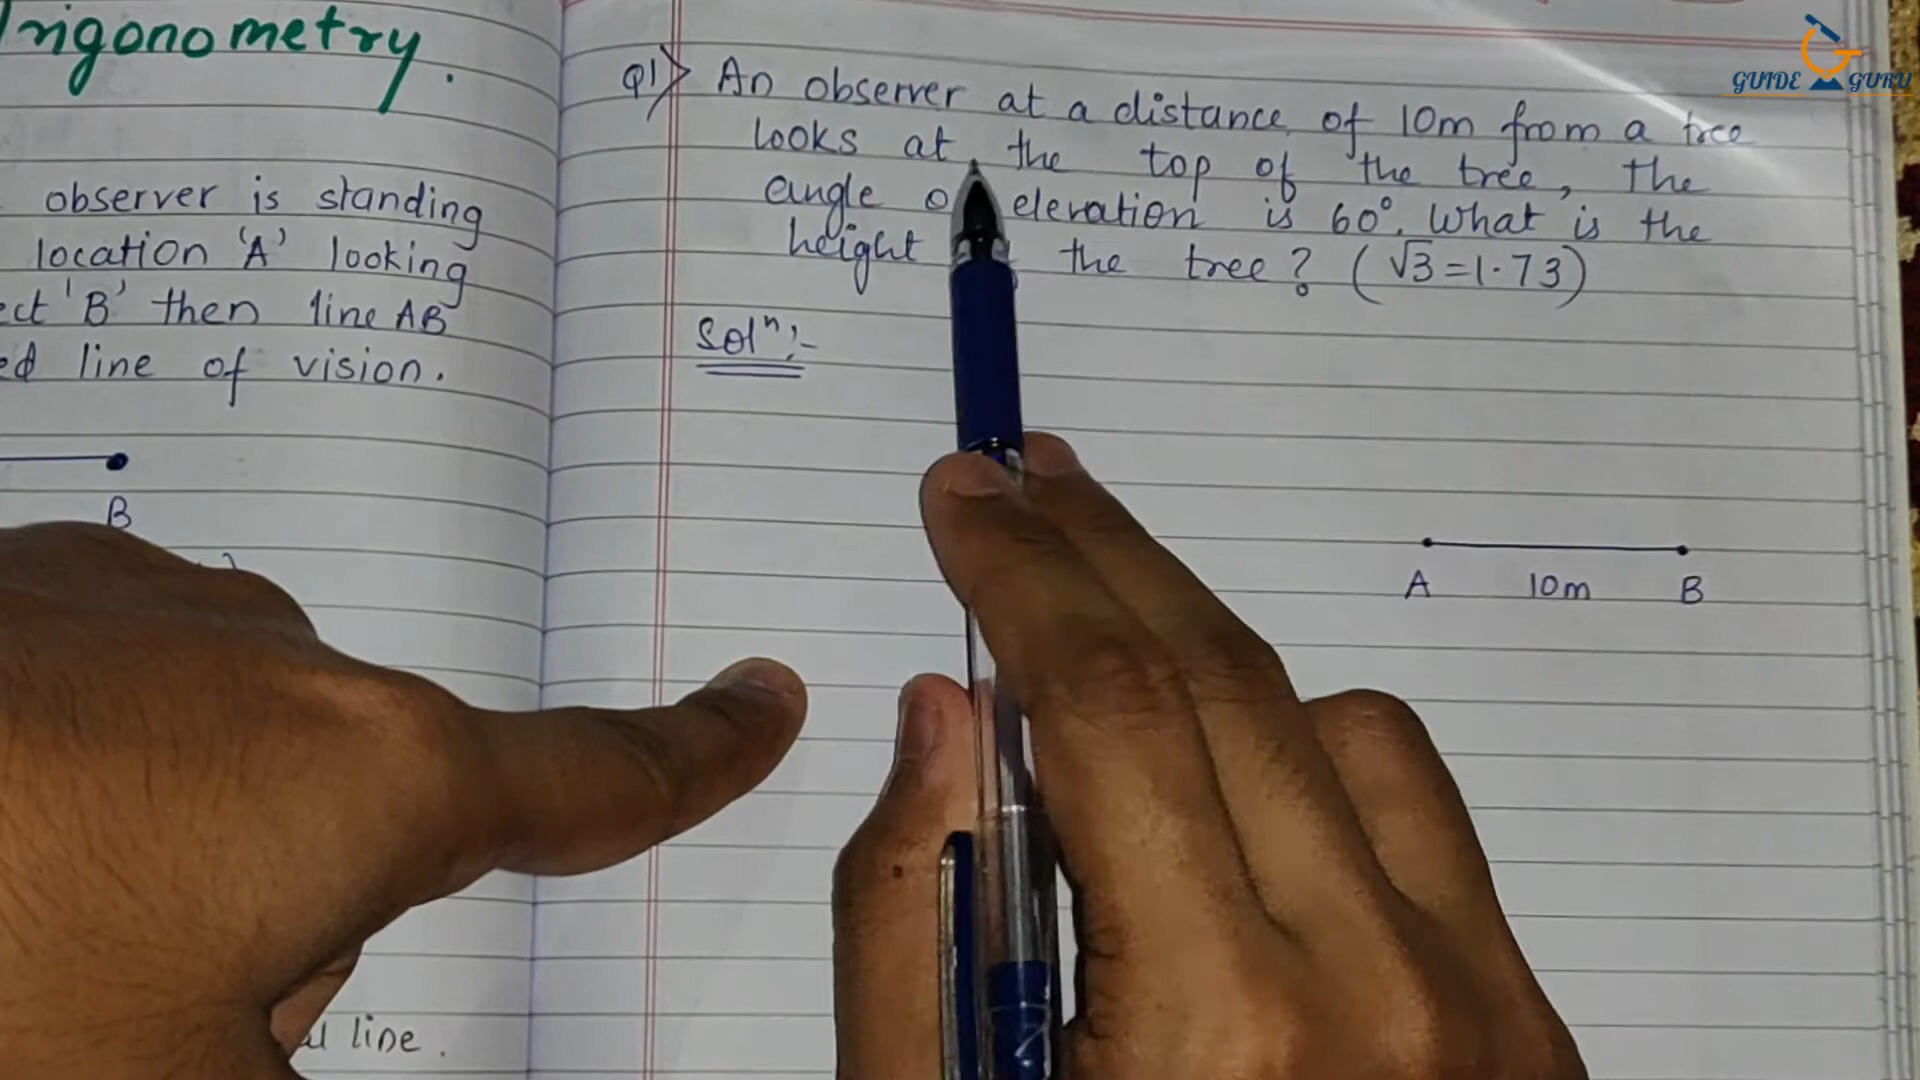 Trigonometry.
observer is standing
location 'A' looking
ect 'B' then line AB
ed line of vision.
B
line.
Q1) An observer at a distance of 10m from a tree
looks at the top of the tree, the
angle o elevation is 60°. What is the
height the tree? (√3=1.73)
Solⁿ:-
A 10m B
GUIDE GURU